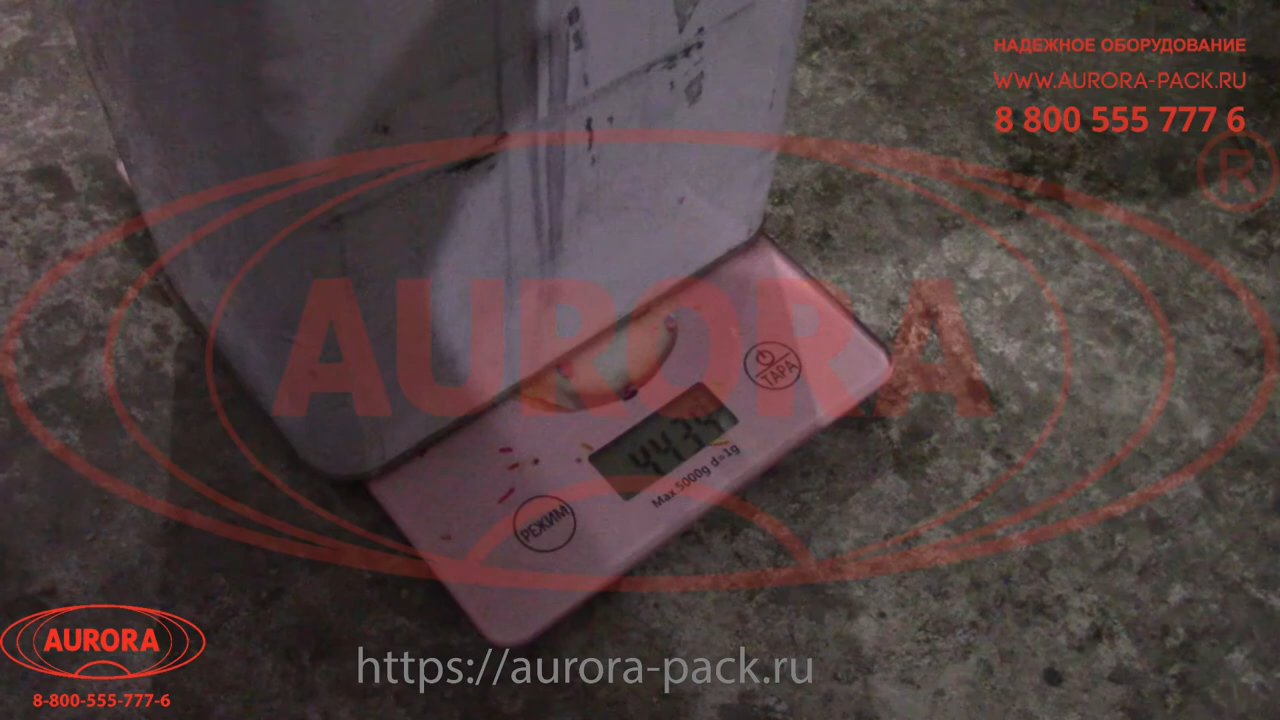 НАДЕЖНОЕ ОБОРУДОВАНИЕ
WWW.AURORA-PACK.RU
8 800 555 777 6
®
AURORA
ТАРА
Max 5000g d=1g
РЕЖИМ
AURORA
8-800-555-777-6
https://aurora-pack.ru